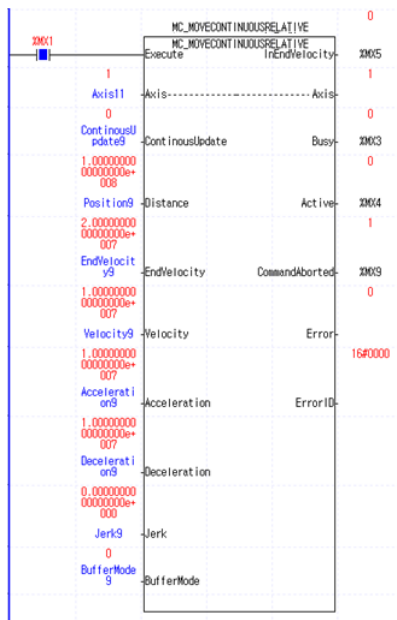 0
MC_MOVECONTINUOUSRELATIVE
%MX1 MC_MOVECONTINUOUSRELATIVE
Execute InEndVelocity %MX5
1 1
Axis11 Axis Axis
0 0
ContinousU
pdate9 ContinousUpdate Busy %MX3
1.00000000 0
00000000e+
008
Position9 Distance Active %MX4
2.00000000 1
00000000e+
007
EndVelocit
y9 EndVelocity CommandAborted %MX9
1.00000000 0
00000000e+
007
Velocity9 Velocity Error
1.00000000 16#0000
00000000e+
007
Accelerati
on9 Acceleration ErrorID
1.00000000
00000000e+
007
Decelerati
on9 Deceleration
0.00000000
00000000e+
000
Jerk9 Jerk
0
BufferMode
9 BufferMode